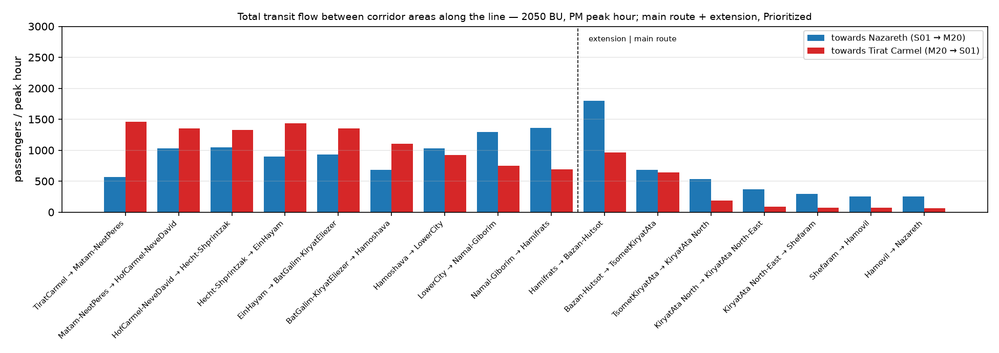 Total transit flow between corridor areas along the line — 2050 BU, PM peak hour; main route + extension, Prioritized
passengers / peak hour
3000
2500
2000
1500
1000
500
0
extension | main route
towards Nazareth (S01 → M20)
towards Tirat Carmel (M20 → S01)
TiratCarmel → Matam-NeotPeres
Matam-NeotPeres → HofCarmel-NeveDavid
HofCarmel-NeveDavid → Hecht-Shprintzak
Hecht-Shprintzak → EinHayam
EinHayam → BatGalim-KiryatEliezer
BatGalim-KiryatEliezer → Hamoshava
Hamoshava → LowerCity
LowerCity → Namal-Giborim
Namal-Giborim → Hamifrats
Hamifrats → Bazan-Hutsot
Bazan-Hutsot → TsometKiryatAta
TsometKiryatAta → KiryatAta North
KiryatAta North → KiryatAta North-East
KiryatAta North-East → Shefaram
Shefaram → Hamovil
Hamovil → Nazareth